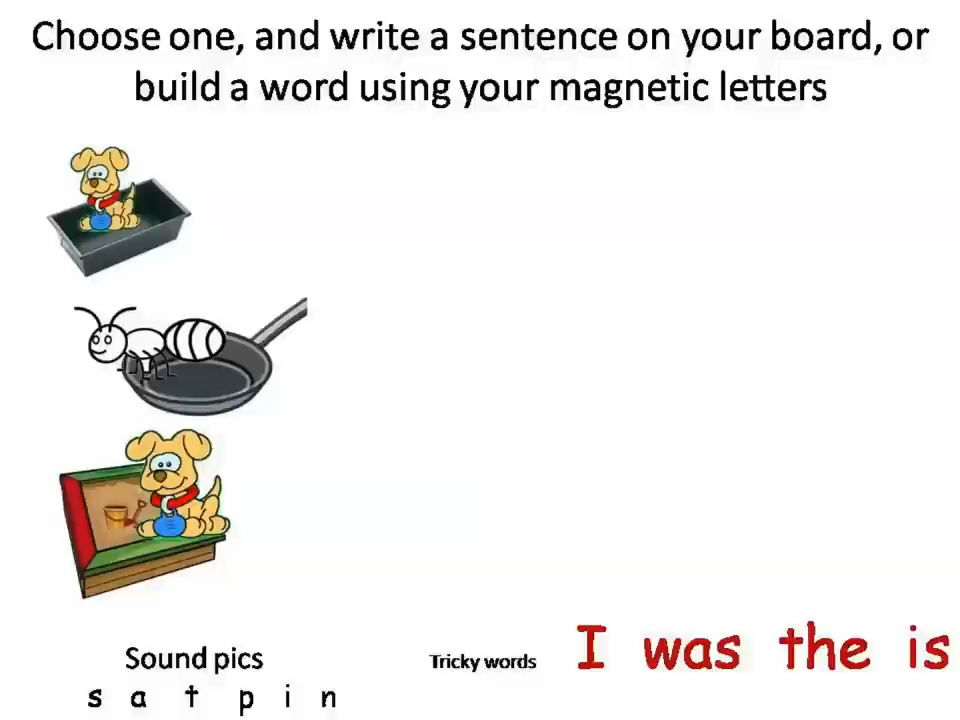 Choose one, and write a sentence on your board, or
build a word using your magnetic letters
Sound pics
s a t p i n
Tricky words
I was the is